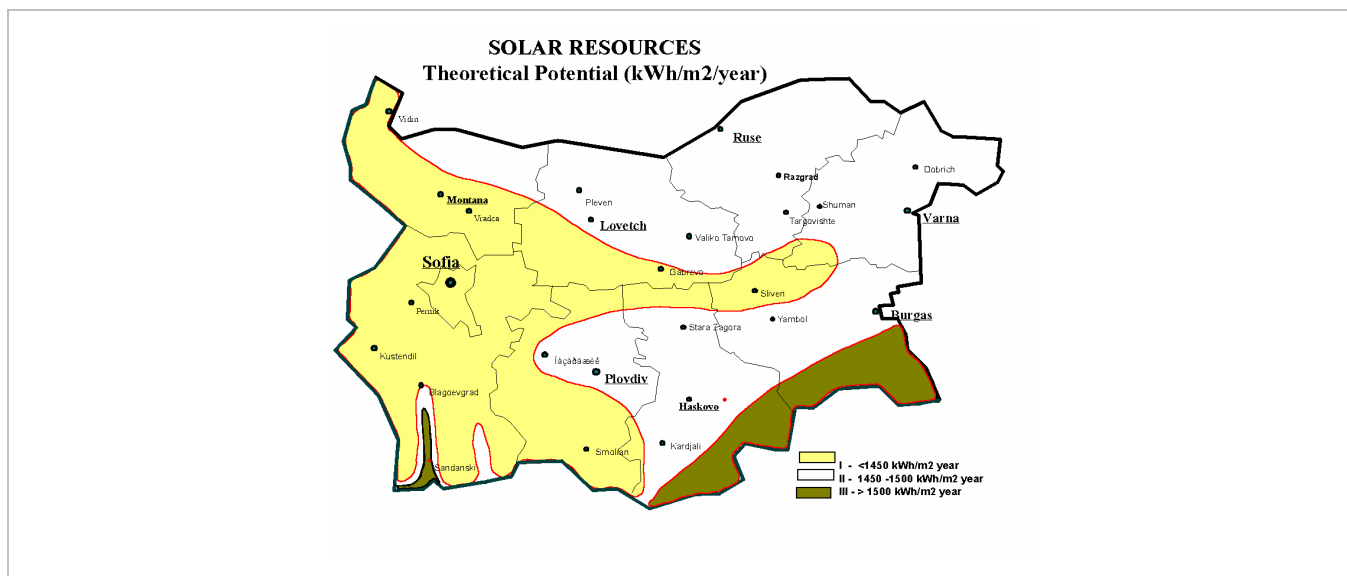 SOLAR RESOURCES
Theoretical Potential (kWh/m2/year)
Vidin
Ruse
Dobrich
Razgrad
Montana
Vradca
Pleven
Shuman
Lovetch
Targovishte
Varna
Valiko Tarnovo
Sofia
Gabrovo
Sliven
Pernik
Burgas
Yambol
Stara Zagora
Kustendil
Ïàçàðäæèê
Plovdiv
Blagoevgrad
Haskovo
Kardjali
Smolian
Sandanski
I - <1450 kWh/m2 year
II - 1450 -1500 kWh/m2 year
III - > 1500 kWh/m2 year